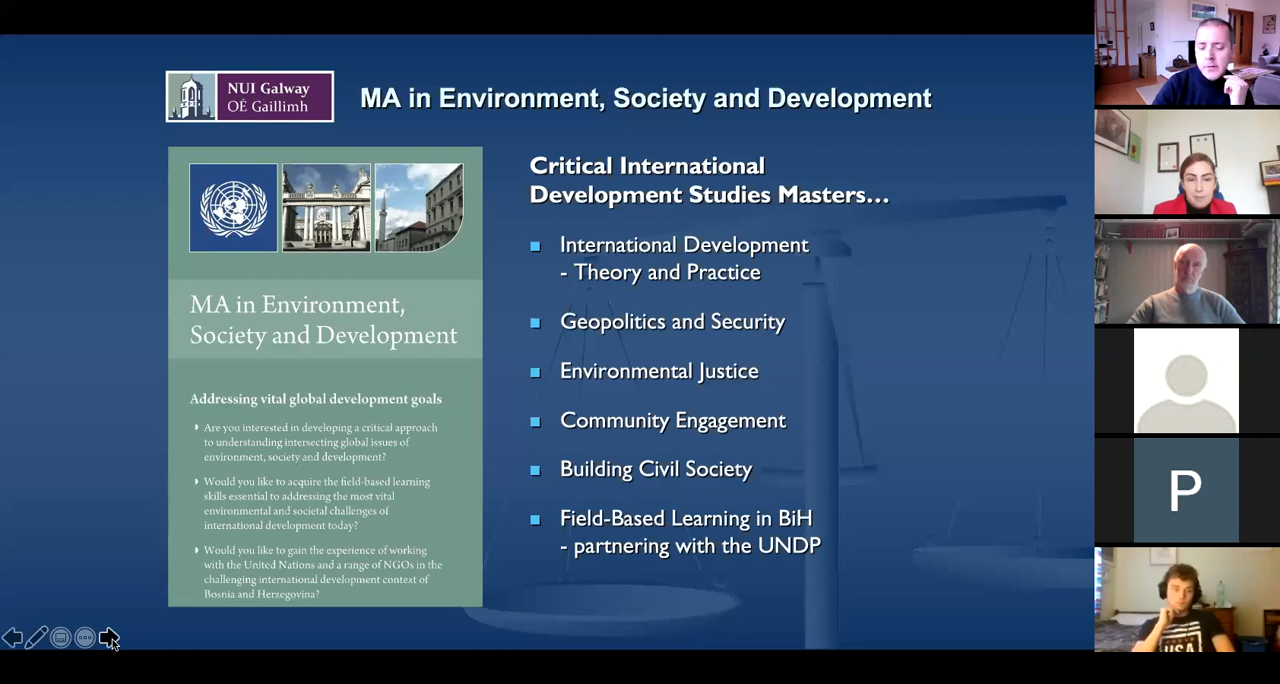 NUI Galway
OÉ Gaillimh
MA in Environment, Society and Development
MA in Environment,
Society and Development
Addressing vital global development goals
Are you interested in developing a critical approach
to understanding intersecting global issues of
environment, society and development?
Would you like to acquire the field-based learning
skills essential to addressing the most vital
environmental and societal challenges of
international development today?
Would you like to gain the experience of working
with the United Nations and a range of NGOs in the
challenging international development context of
Bosnia and Herzegovina?
Critical International
Development Studies Masters...
International Development
- Theory and Practice
Geopolitics and Security
Environmental Justice
Community Engagement
Building Civil Society
Field-Based Learning in BiH
- partnering with the UNDP
P
USA